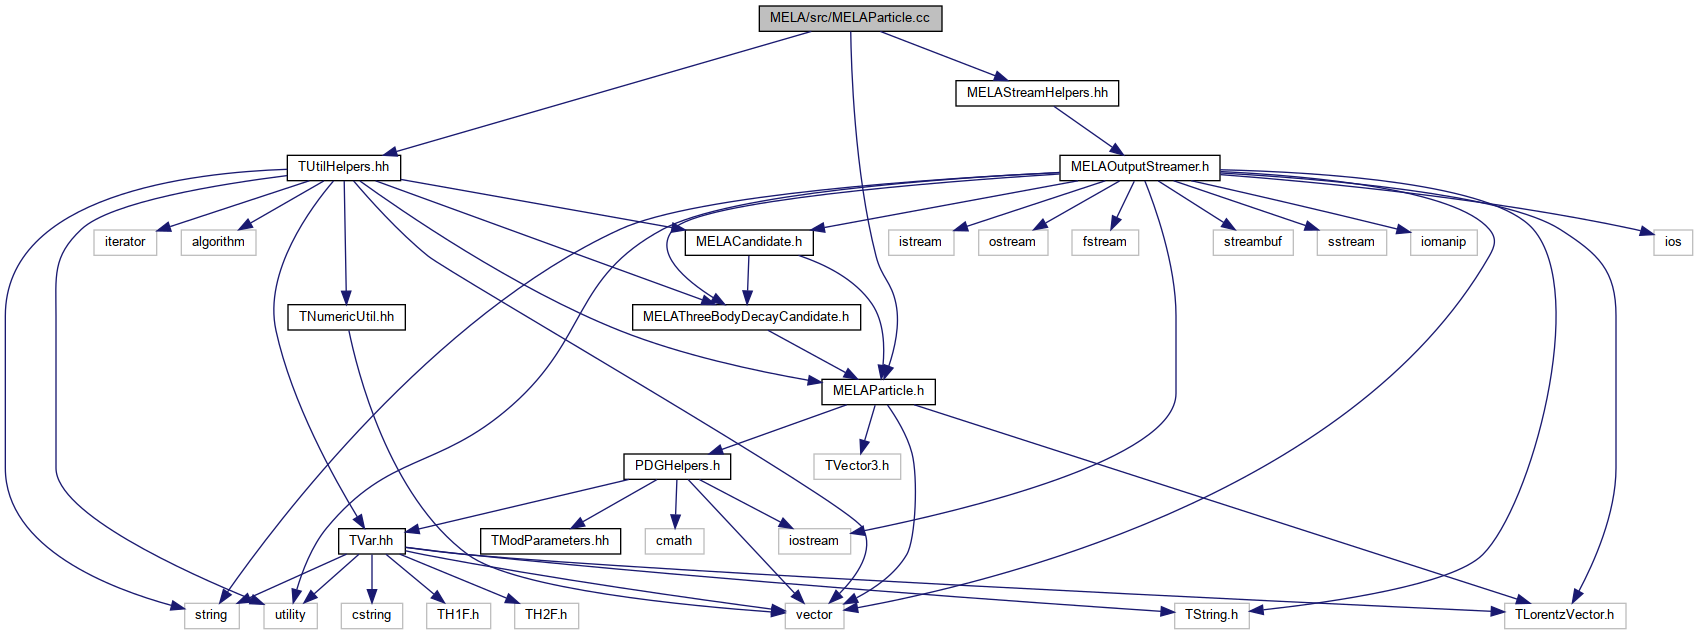 MELA/src/MELAParticle.cc
MELAStreamHelpers.hh
TUtilHelpers.hh
MELAOutputStreamer.h
iterator
algorithm
MELACandidate.h
istream
ostream
fstream
streambuf
sstream
iomanip
ios
TNumericUtil.hh
MELAThreeBodyDecayCandidate.h
MELAParticle.h
PDGHelpers.h
TVector3.h
TVar.hh
TModParameters.hh
cmath
iostream
string
utility
cstring
TH1F.h
TH2F.h
vector
TString.h
TLorentzVector.h